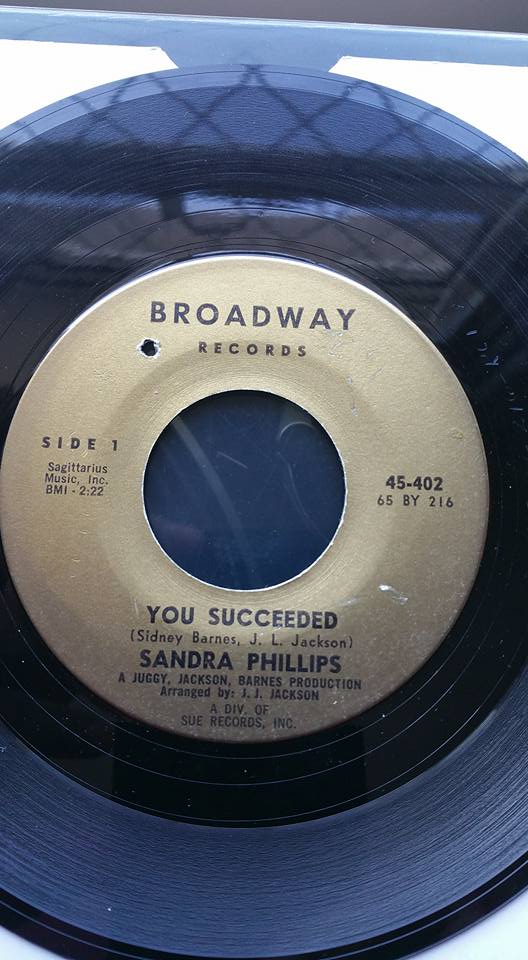 BROADWAY
RECORDS
SIDE 1
Sagittarius
Music, Inc.
BMI - 2:22
45-402
65 BY 216
YOU SUCCEEDED
(Sidney Barnes, J. L. Jackson)
SANDRA PHILLIPS
A JUGGY, JACKSON, BARNES PRODUCTION
Arranged by: J. J. JACKSON
A DIV. OF
SUE RECORDS, INC.